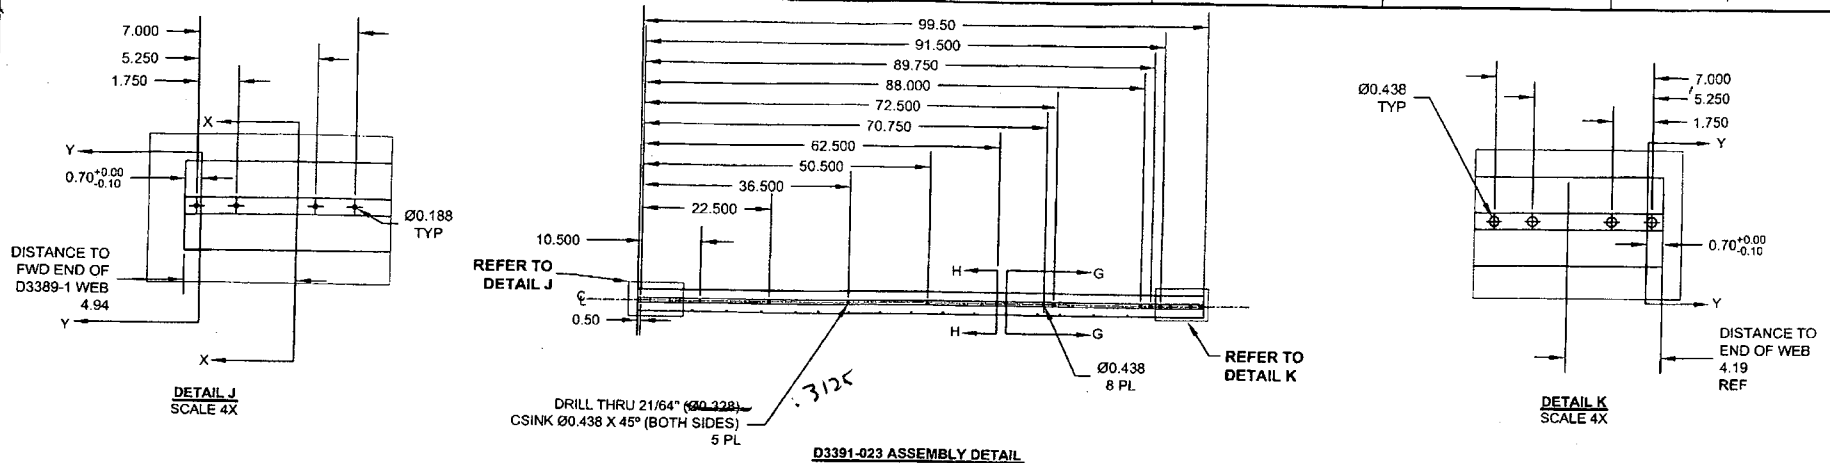 7.000
5.250
1.750
X
Y
0.70 +0.00 -0.10
Ø0.188
TYP
DISTANCE TO
FWD END OF
D3389-1 WEB
4.94
Y
X
DETAIL J
SCALE 4X
99.50
91.500
89.750
88.000
72.500
70.750
62.500
50.500
36.500
22.500
10.500
REFER TO
DETAIL J
H
G
0.50
H
G
Ø0.438
8 PL
REFER TO
DETAIL K
.3125
DRILL THRU 21/64" (Ø0.328)
CSINK Ø0.438 X 45° (BOTH SIDES)
5 PL
D3391-023 ASSEMBLY DETAIL
Ø0.438
TYP
7.000
5.250
1.750
Y
0.70 +0.00 -0.10
Y
DISTANCE TO
END OF WEB
4.19
REF
DETAIL K
SCALE 4X